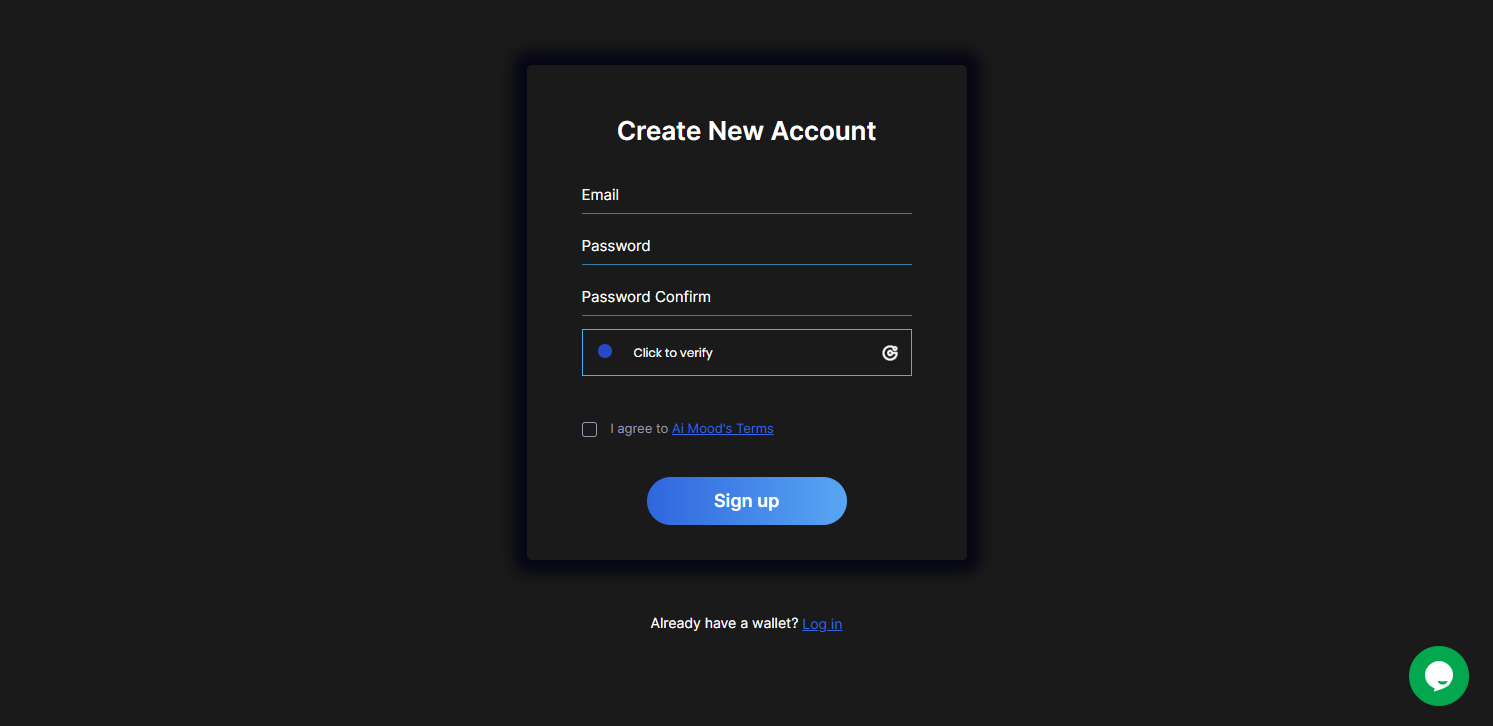 Create New Account
Email
Password
Password Confirm
Click to verify
I agree to Ai Mood's Terms
Sign up
Already have a wallet? Log in